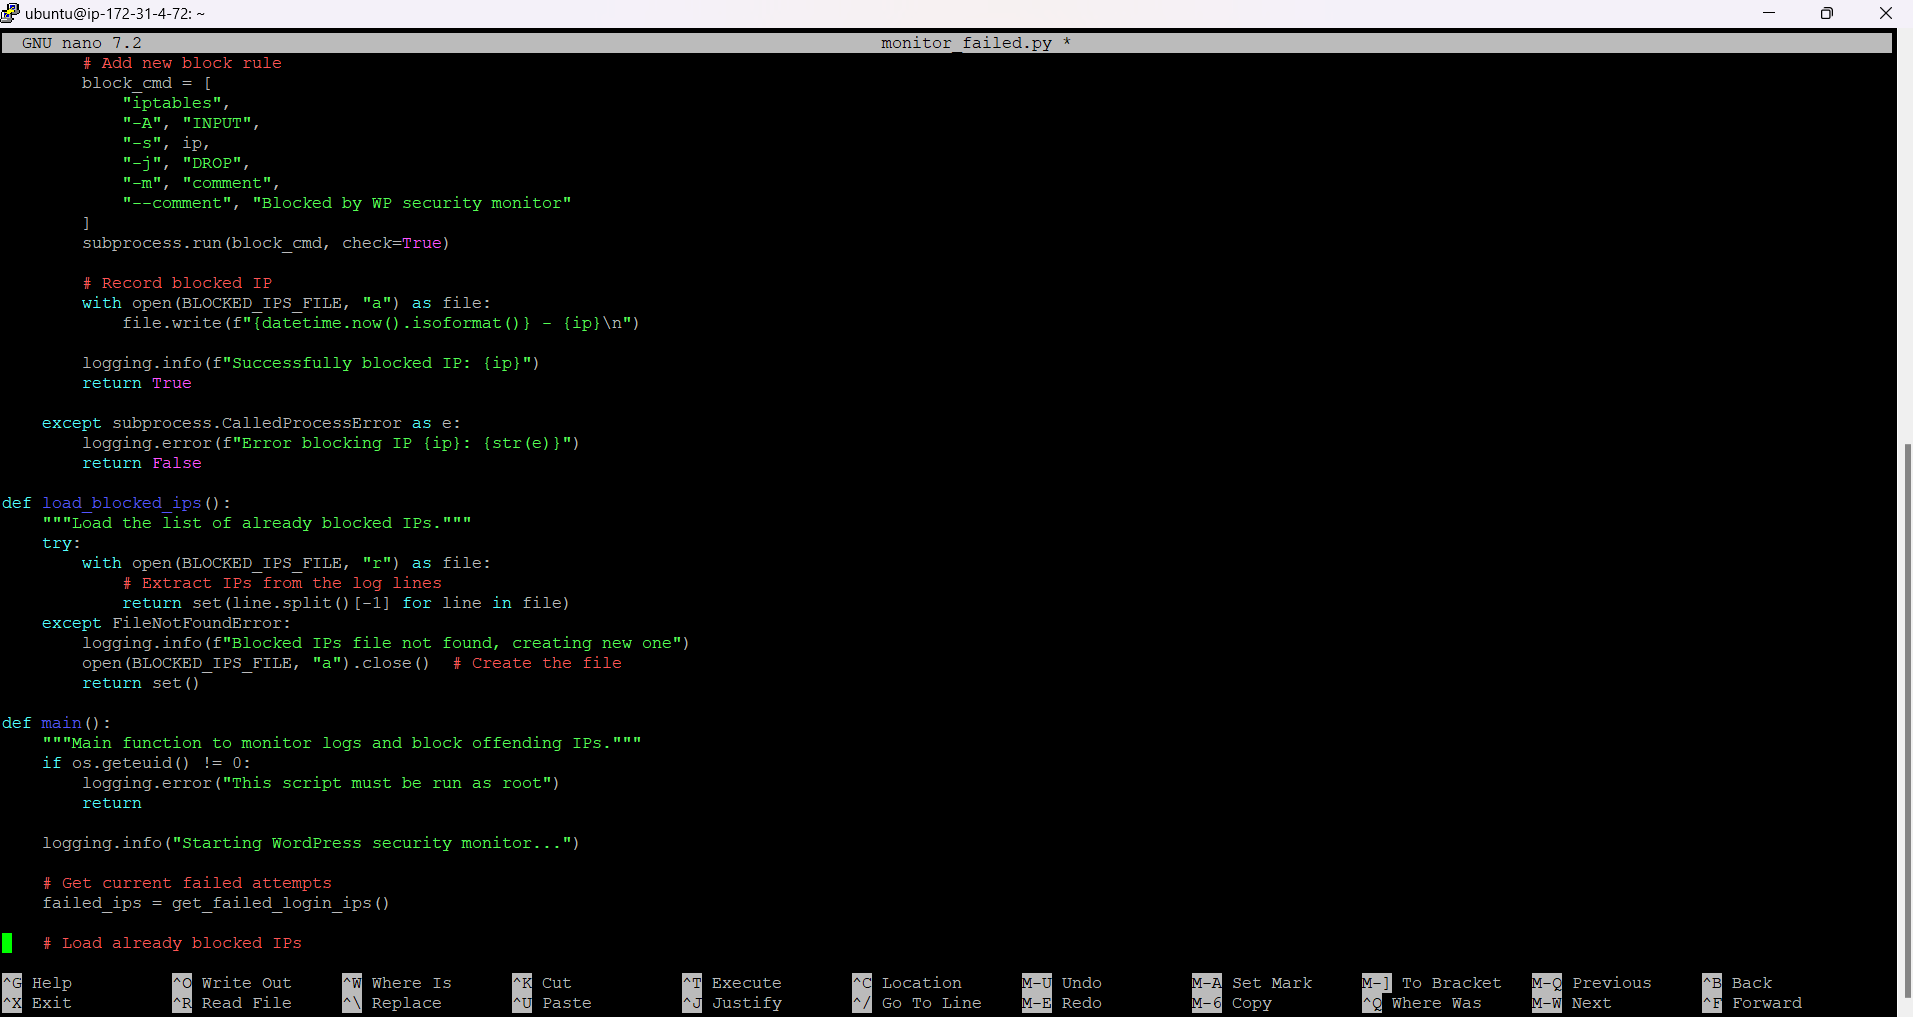 ubuntu@ip-172-31-4-72: ~
GNU nano 7.2 monitor_failed.py *
# Add new block rule
block_cmd = [
"iptables",
"-A", "INPUT",
"-s", ip,
"-j", "DROP",
"-m", "comment",
"--comment", "Blocked by WP security monitor"
]
subprocess.run(block_cmd, check=True)
# Record blocked IP
with open(BLOCKED_IPS_FILE, "a") as file:
file.write(f"{datetime.now().isoformat()} - {ip}\n")
logging.info(f"Successfully blocked IP: {ip}")
return True
except subprocess.CalledProcessError as e:
logging.error(f"Error blocking IP {ip}: {str(e)}")
return False
def load_blocked_ips():
"""Load the list of already blocked IPs."""
try:
with open(BLOCKED_IPS_FILE, "r") as file:
# Extract IPs from the log lines
return set(line.split()[-1] for line in file)
except FileNotFoundError:
logging.info(f"Blocked IPs file not found, creating new one")
open(BLOCKED_IPS_FILE, "a").close()  # Create the file
return set()
def main():
"""Main function to monitor logs and block offending IPs."""
if os.geteuid() != 0:
logging.error("This script must be run as root")
return
logging.info("Starting WordPress security monitor...")
# Get current failed attempts
failed_ips = get_failed_login_ips()
# Load already blocked IPs
^G Help ^O Write Out ^W Where Is ^K Cut ^T Execute ^C Location M-U Undo M-A Set Mark M-] To Bracket M-Q Previous ^B Back
^X Exit ^R Read File ^\ Replace ^U Paste ^J Justify ^/ Go To Line M-E Redo M-6 Copy ^Q Where Was M-W Next ^F Forward